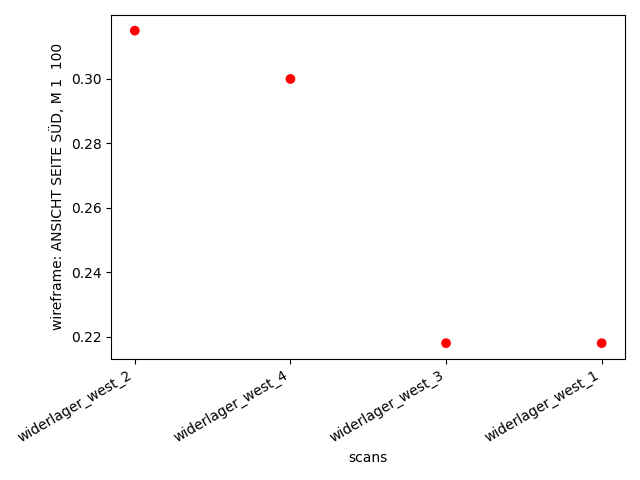 wireframe: ANSICHT SEITE SÜD, M 1  100
0.30
0.28
0.26
0.24
0.22
widerlager_west_2
widerlager_west_4
widerlager_west_3
widerlager_west_1
scans